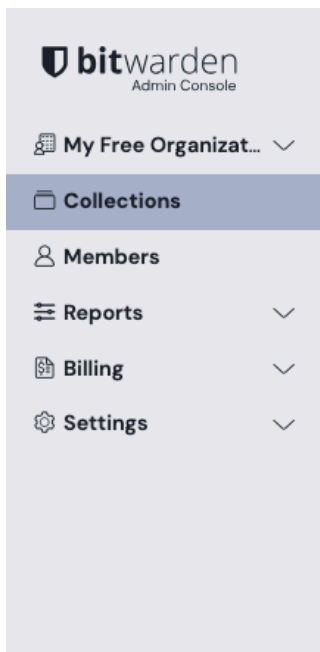 bitwarden
Admin Console
My Free Organizat...
Collections
Members
Reports
Billing
Settings